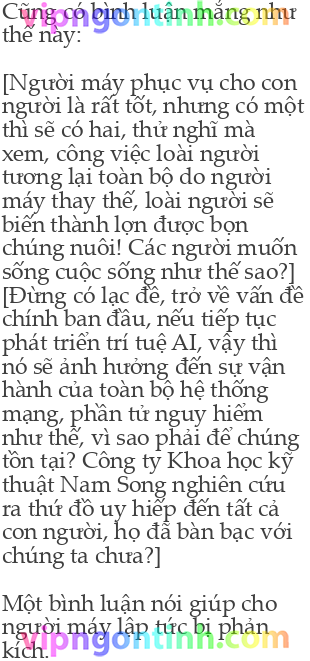 Cũng có bình luận mắng như
thế này:
[Người máy phục vụ cho con
người là rất tốt, nhưng có một
thì sẽ có hai, thử nghĩ mà
xem, công việc loài người
tương lại toàn bộ do người
máy thay thế, loài người sẽ
biến thành lợn được bọn
chúng nuôi! Các người muốn
sống cuộc sống như thế sao?]
[Đừng có lạc đề, trở về vấn đề
chính ban đầu, nếu tiếp tục
phát triển trí tuệ AI, vậy thì
nó sẽ ảnh hưởng đến sự vận
hành của toàn bộ hệ thống
mạng, phần tử nguy hiểm
như thế, vì sao phải để chúng
tồn tại? Công ty Khoa học kỹ
thuật Nam Song nghiên cứu
ra thứ đồ uy hiếp đến tất cả
con người, họ đã bàn bạc với
chúng ta chưa?]
Một bình luận nói giúp cho
người máy lập tức bị phản
kích.
vipngontinh.com
vipngontinh.com